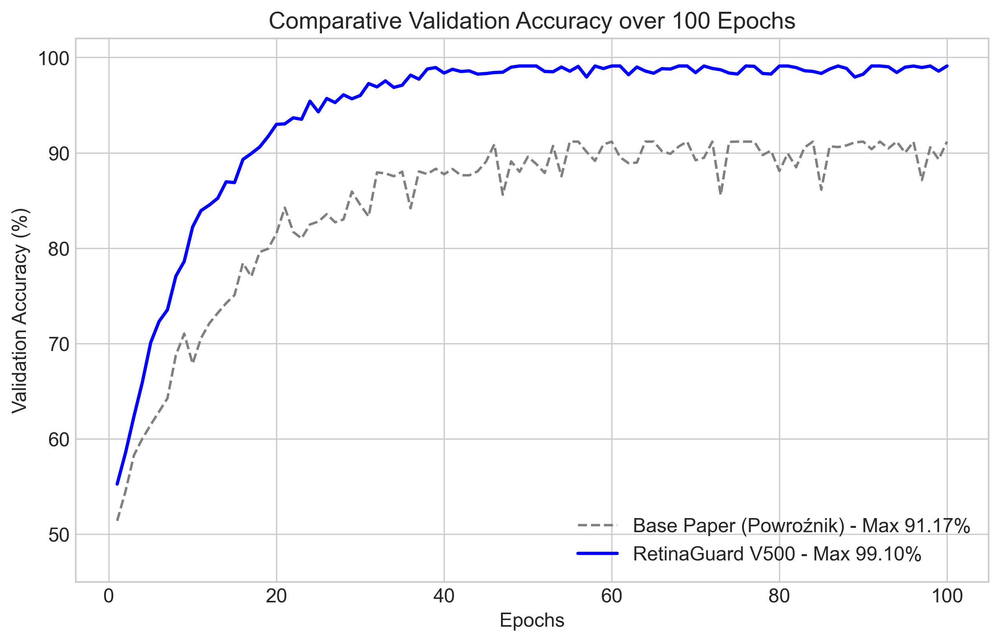 Comparative Validation Accuracy over 100 Epochs
100
90
80
70
60
50
Validation Accuracy (%)
Base Paper (Powroźnik) - Max 91.17%
RetinaGuard V500 - Max 99.10%
0 20 40 60 80 100
Epochs